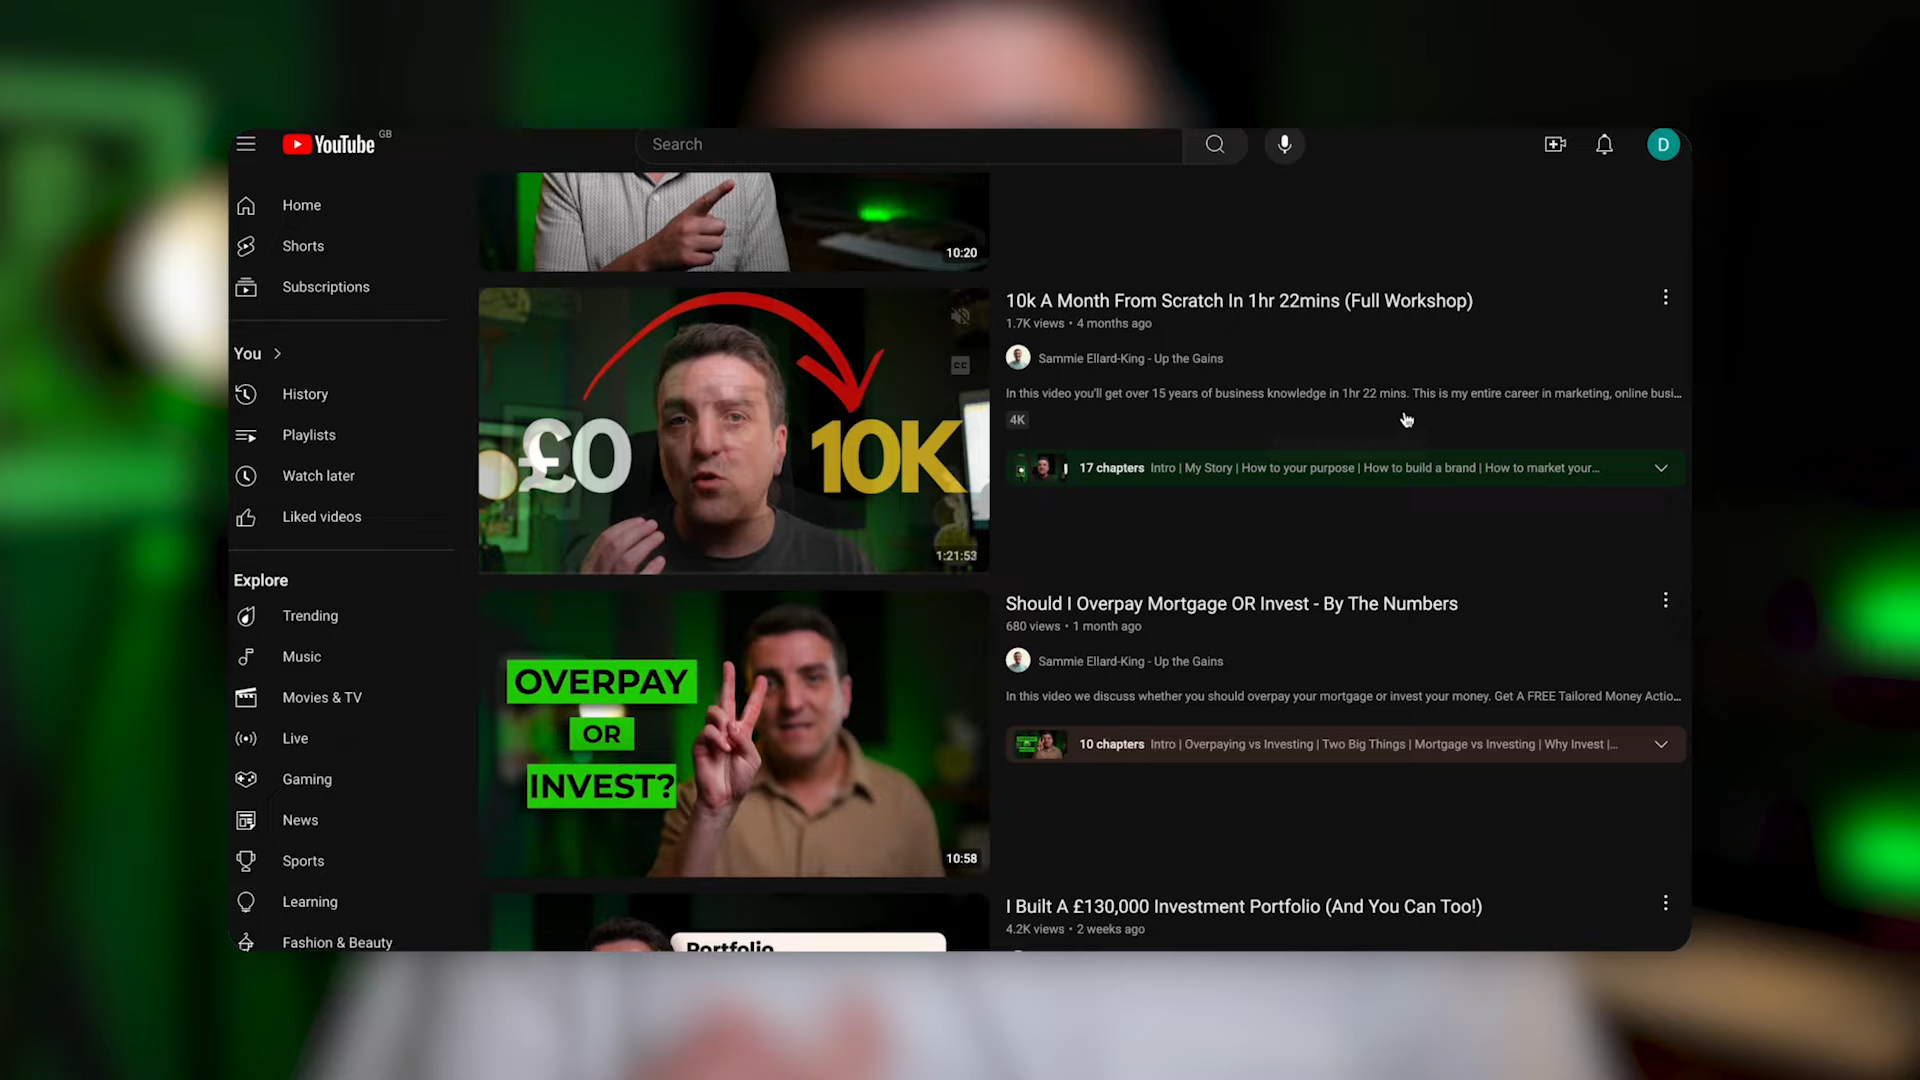 YouTube GB
Search
D
Home
Shorts
Subscriptions
You
History
Playlists
Watch later
Liked videos
Explore
Trending
Music
Movies & TV
Live
Gaming
News
Sports
Learning
Fashion & Beauty
10:20
£0
10K
CC
1:21:53
10k A Month From Scratch In 1hr 22mins (Full Workshop)
1.7K views • 4 months ago
Sammie Ellard-King - Up the Gains
In this video you'll get over 15 years of business knowledge in 1hr 22 mins. This is my entire career in marketing, online busi...
4K
17 chapters Intro | My Story | How to your purpose | How to build a brand | How to market your...
OVERPAY
OR
INVEST?
10:58
Should I Overpay Mortgage OR Invest - By The Numbers
680 views • 1 month ago
Sammie Ellard-King - Up the Gains
In this video we discuss whether you should overpay your mortgage or invest your money. Get A FREE Tailored Money Actio...
10 chapters Intro | Overpaying vs Investing | Two Big Things | Mortgage vs Investing | Why Invest |...
Portfolio
I Built A £130,000 Investment Portfolio (And You Can Too!)
4.2K views • 2 weeks ago